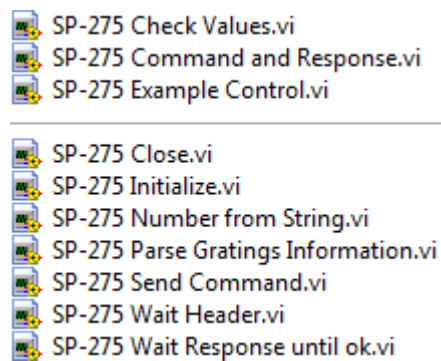 SP-275 Check Values.vi
SP-275 Command and Response.vi
SP-275 Example Control.vi
SP-275 Close.vi
SP-275 Initialize.vi
SP-275 Number from String.vi
SP-275 Parse Gratings Information.vi
SP-275 Send Command.vi
SP-275 Wait Header.vi
SP-275 Wait Response until ok.vi